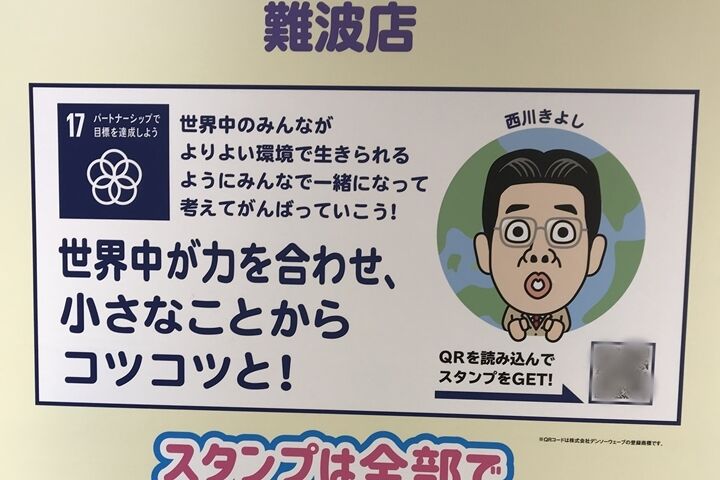 難波店
17 パートナーシップで
目標を達成しよう
世界中のみんなが
よりよい環境で生きられる
ようにみんなで一緒になって
考えてがんばっていこう!
世界中が力を合わせ、
小さなことから
コツコツと!
西川きよし
QRを読み込んで
スタンプをGET!
※QRコードは株式会社デンソーウェーブの登録商標です。
スタンプは全部で